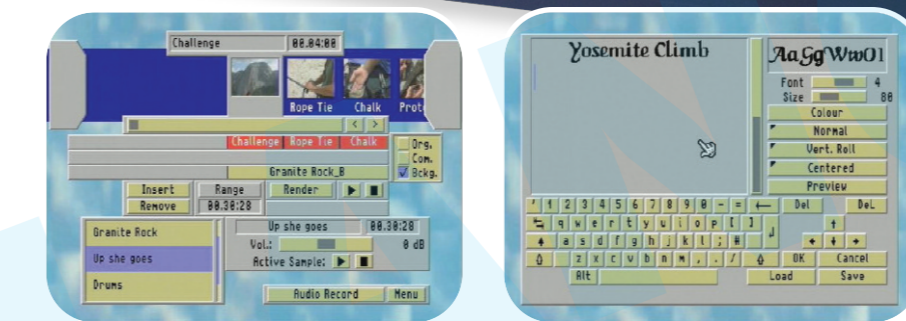 Challenge 00.04:00
Rope Tie Chalk Prot
< >
Challenge Rope Tie Chalk Org.
Com.
Granite Rock_B Bckg.
Insert Range Render
Remove 00.30:28
Granite Rock
Up she goes
Drums
Up she goes 00.30:28
Vol.: 0 dB
Active Sample:
Audio Record Menu
Yosemite Climb
AaGgWwO1
Font 4
Size 80
Colour
Normal
Vert. Roll
Centered
Preview
' 1 2 3 4 5 6 7 8 9 0 - = Del DeL
q w e r t y u i o p [ ]
a s d f g h j k l ; #
z x c v b n m , . / OK Cancel
Alt Load Save